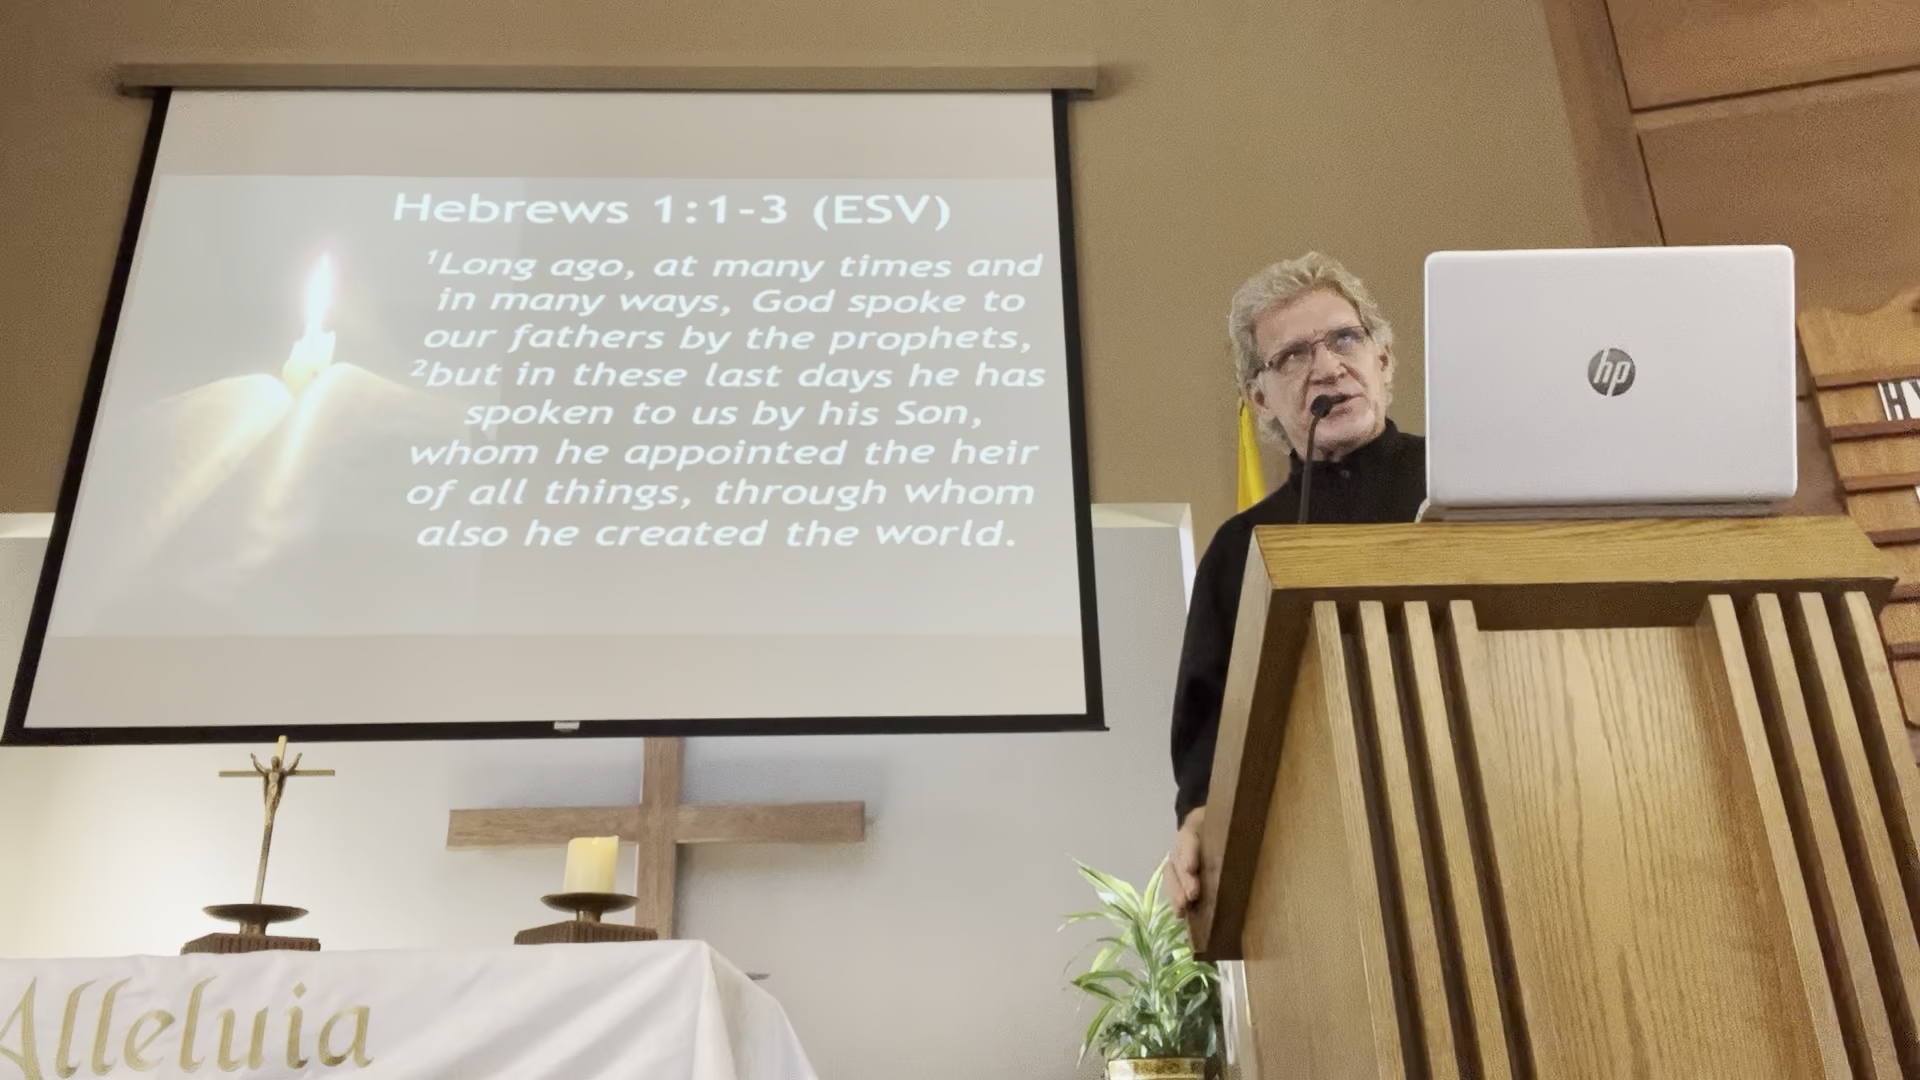 Hebrews 1:1-3 (ESV)
¹Long ago, at many times and
in many ways, God spoke to
our fathers by the prophets,
²but in these last days he has
spoken to us by his Son,
whom he appointed the heir
of all things, through whom
also he created the world.
hp
Alleluia